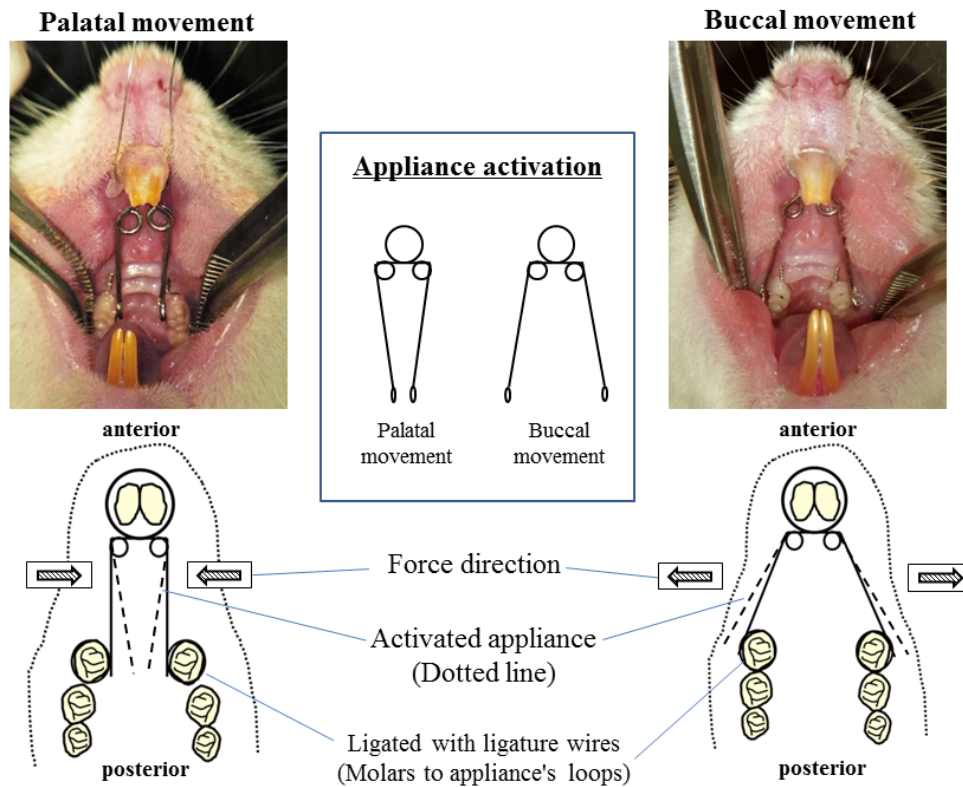 Palatal movement
Buccal movement
Appliance activation
Palatal
movement
Buccal
movement
anterior
anterior
Force direction
Activated appliance
(Dotted line)
Ligated with ligature wires
(Molars to appliance's loops)
posterior
posterior